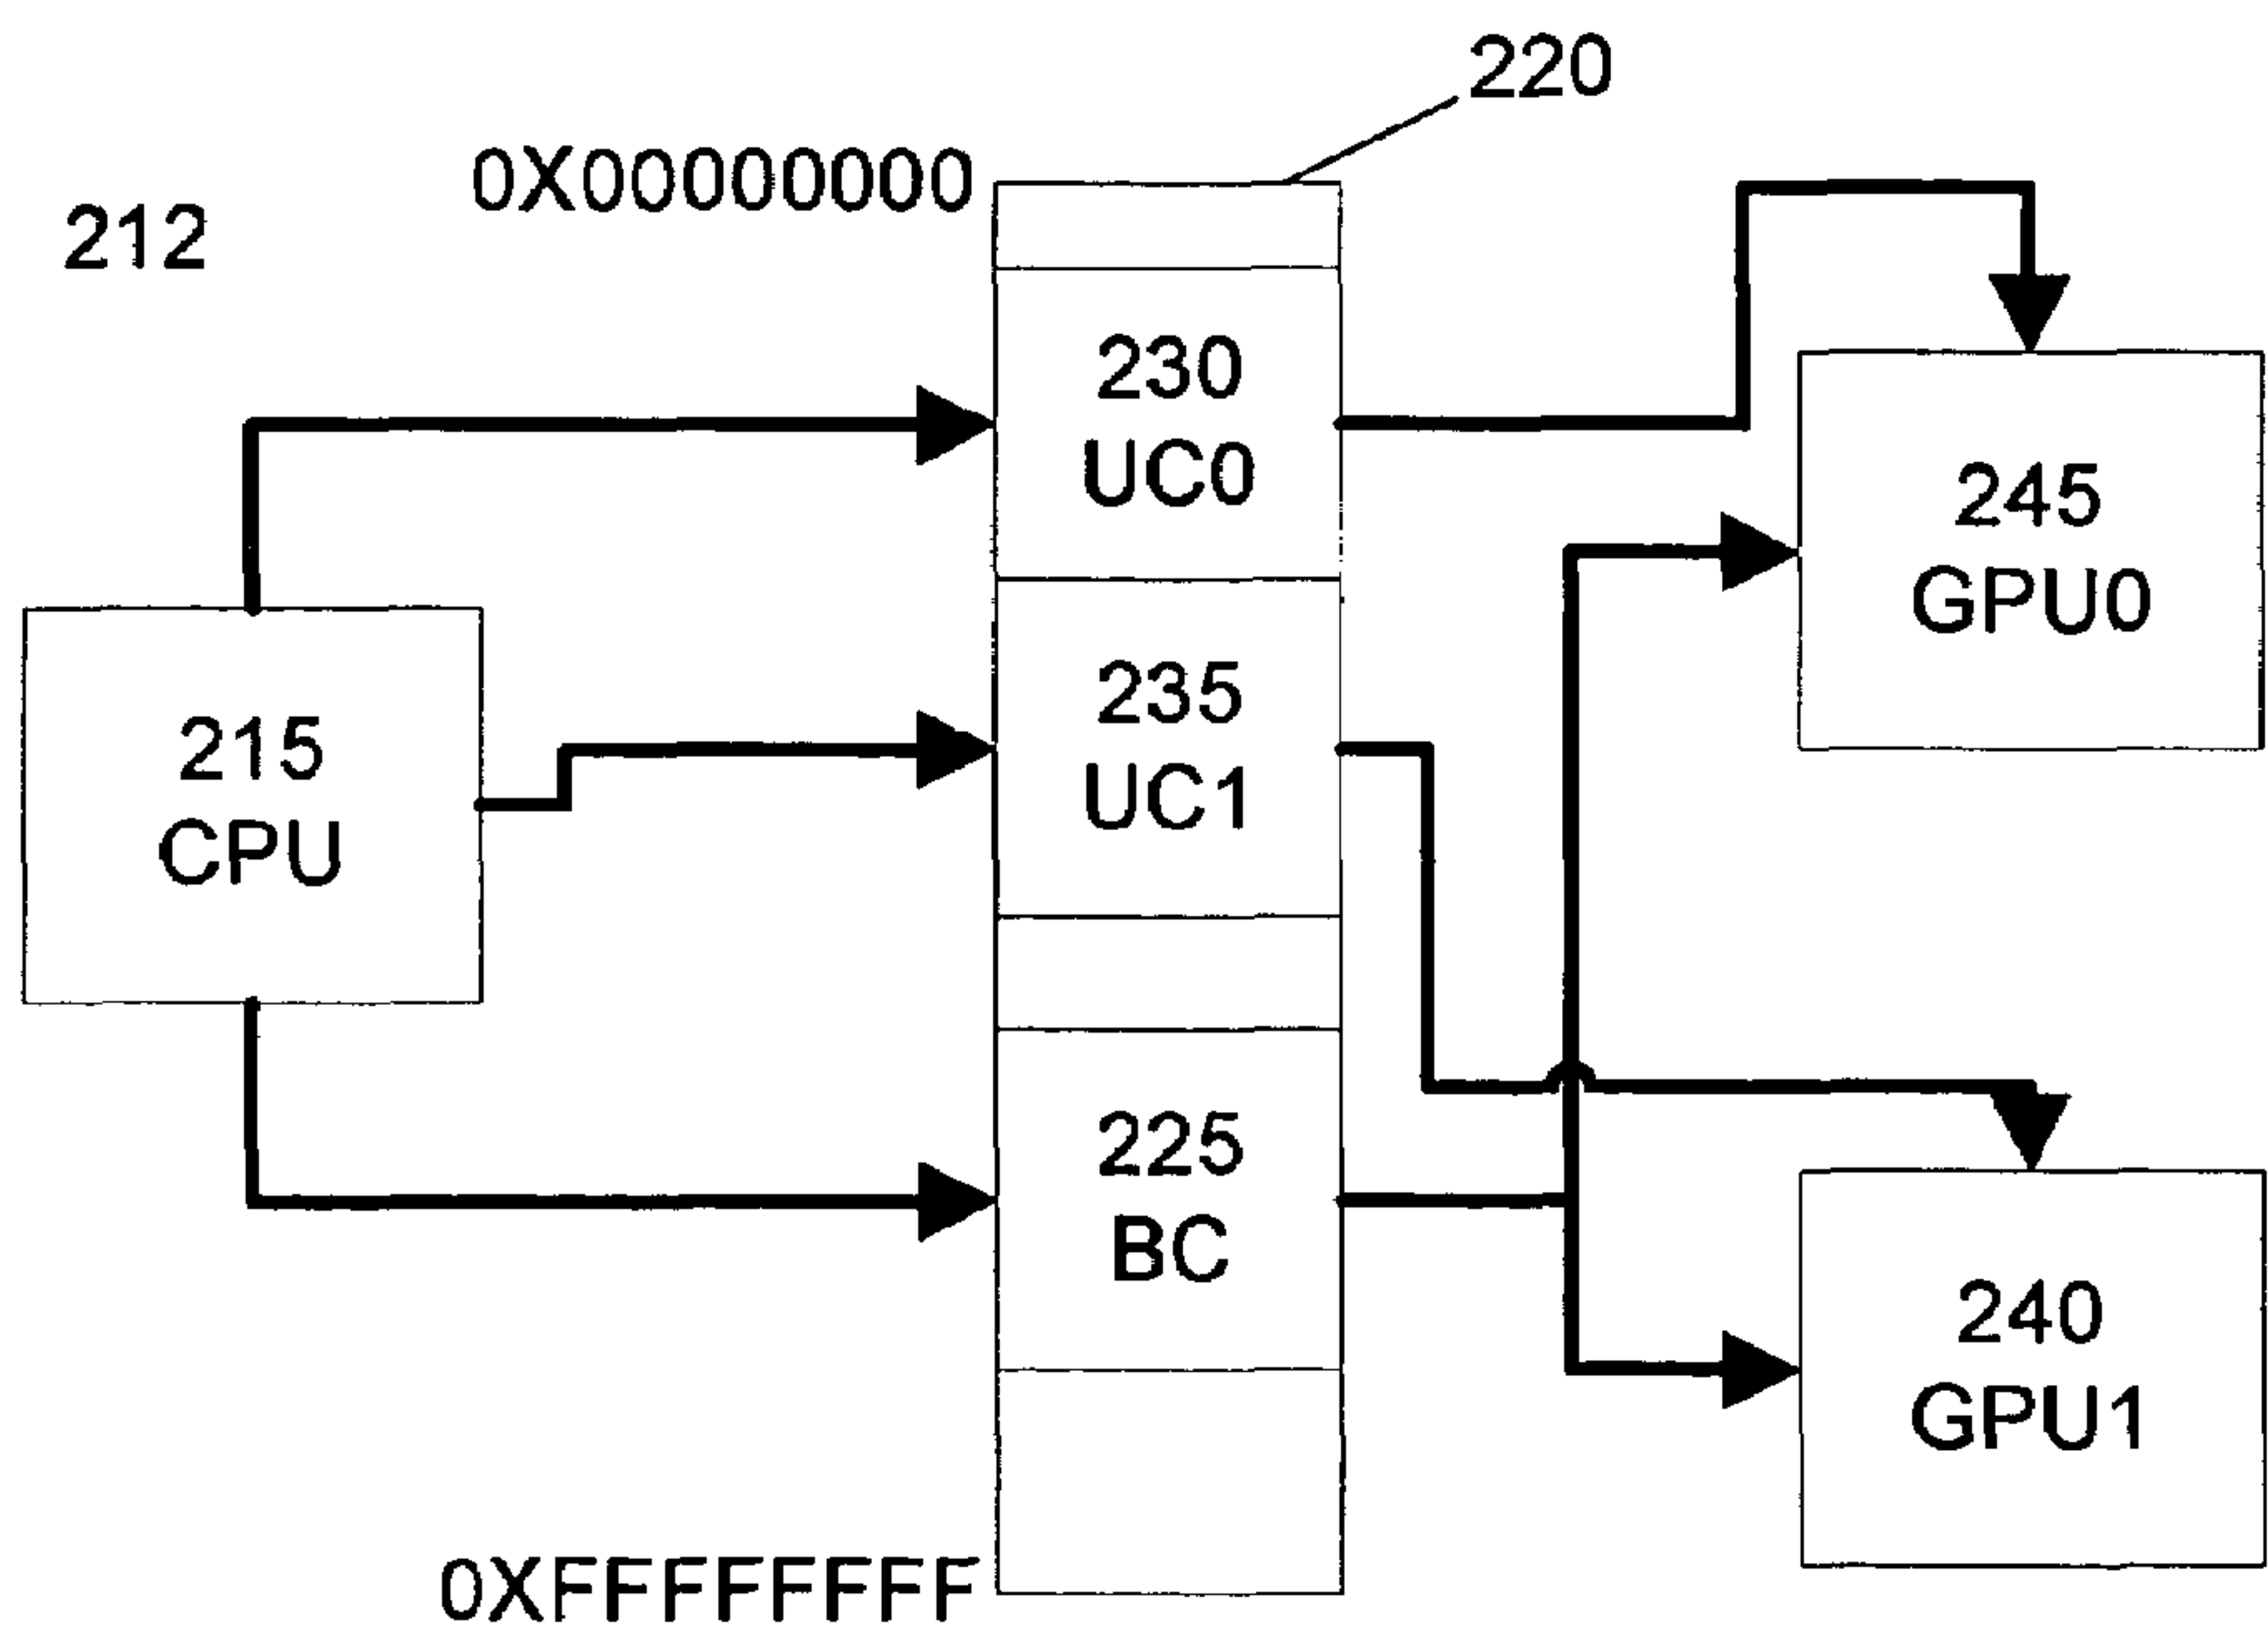 220
0X00000000
212
230
UC0
245
GPU0
235
UC1
215
CPU
225
BC
240
GPU1
0XFFFFFFFF